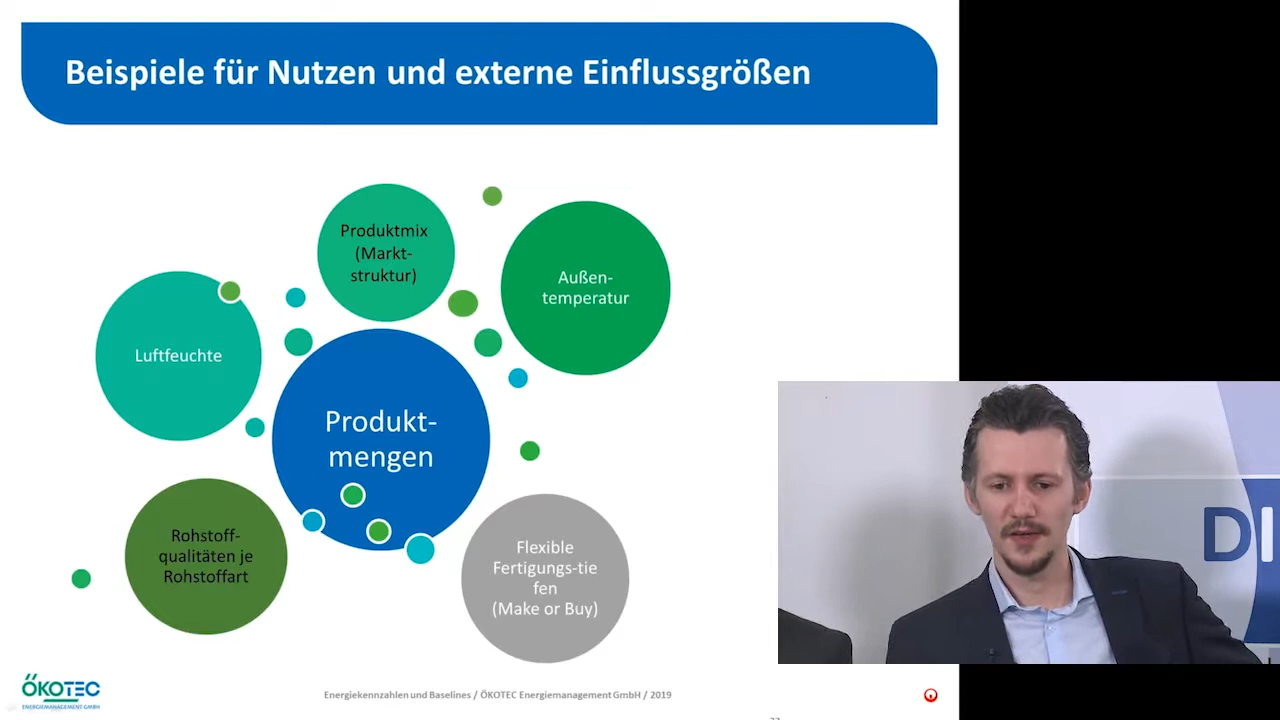 Beispiele für Nutzen und externe Einflussgrößen
Produktmix
(Markt-
struktur)
Außen-
temperatur
Luftfeuchte
Produkt-
mengen
Rohstoff-
qualitäten je
Rohstoffart
Flexible
Fertigungs-tie
fen
(Make or Buy)
DI
ÖKOTEC
ENERGIEMANAGEMENT GMBH
Energiekennzahlen und Baselines / ÖKOTEC Energiemanagement GmbH / 2019